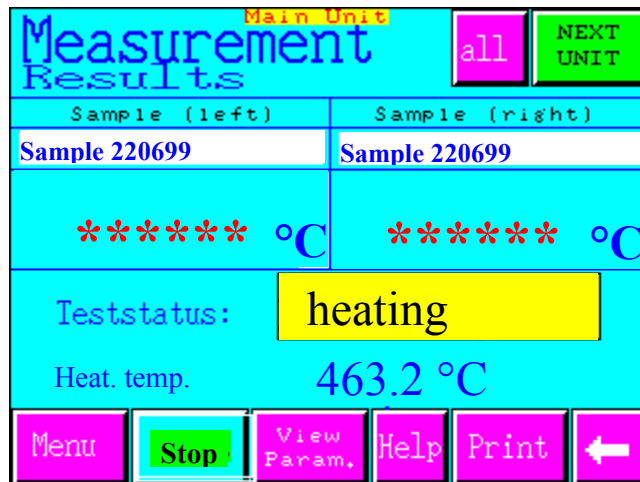 Main Unit
Measurement
Results
all
NEXT
UNIT
Sample (left)
Sample (right)
Sample 220699
Sample 220699
****** °C
****** °C
Teststatus:
heating
Heat. temp.
463.2 °C
Menu
Stop
View
Param.
Help
Print